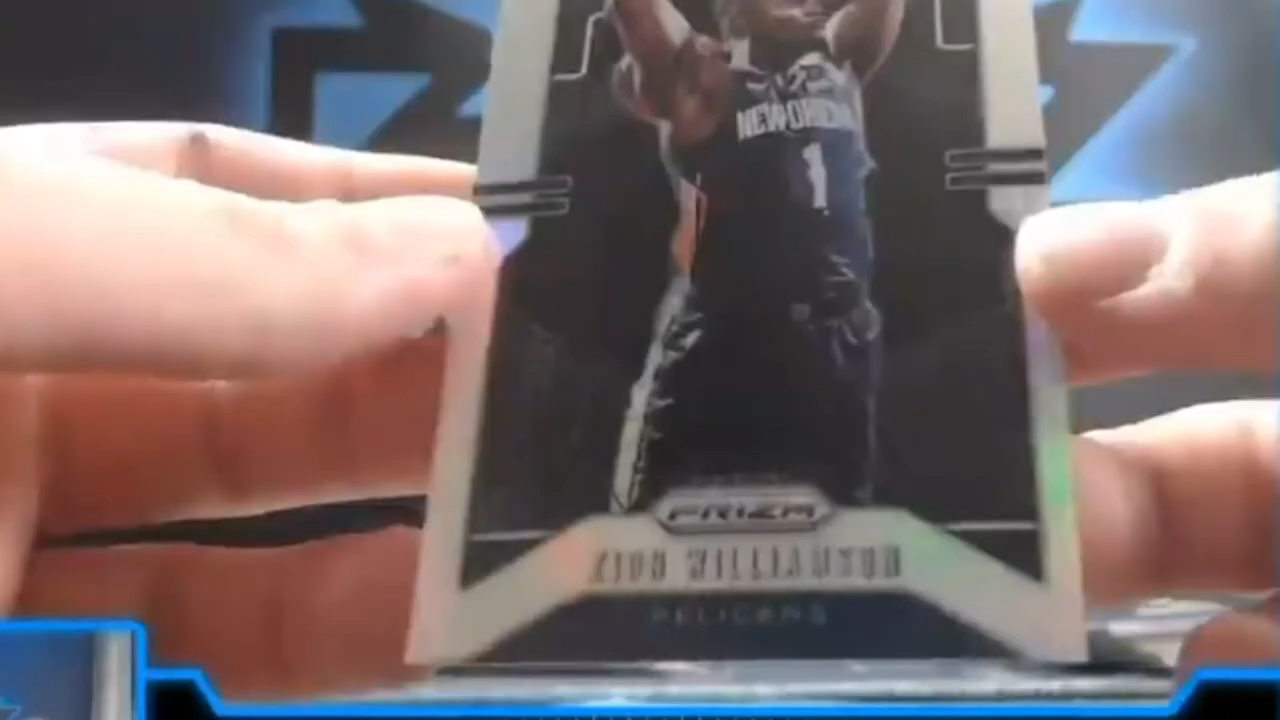 NEW ORLEANS
1
PRIZM
ZION WILLIAMSON
PELICANS